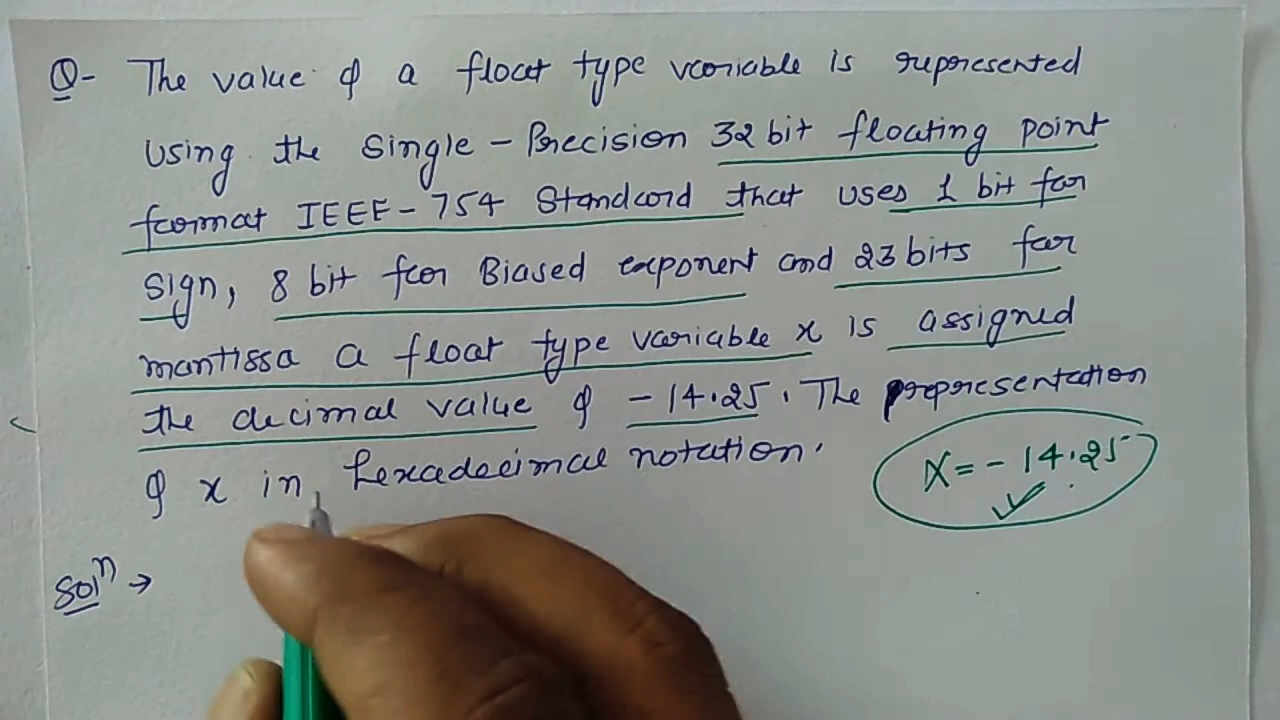 Q- The value of a float type variable is represented
using the single - Precision 32 bit floating point
format IEEE - 754 Standard that uses 1 bit for
sign, 8 bit for Biased exponent and 23 bits for
mantissa a float type variable x is assigned
the decimal value of -14.25. The representation
of x in hexadecimal notation.
X = - 14.25
Solⁿ →